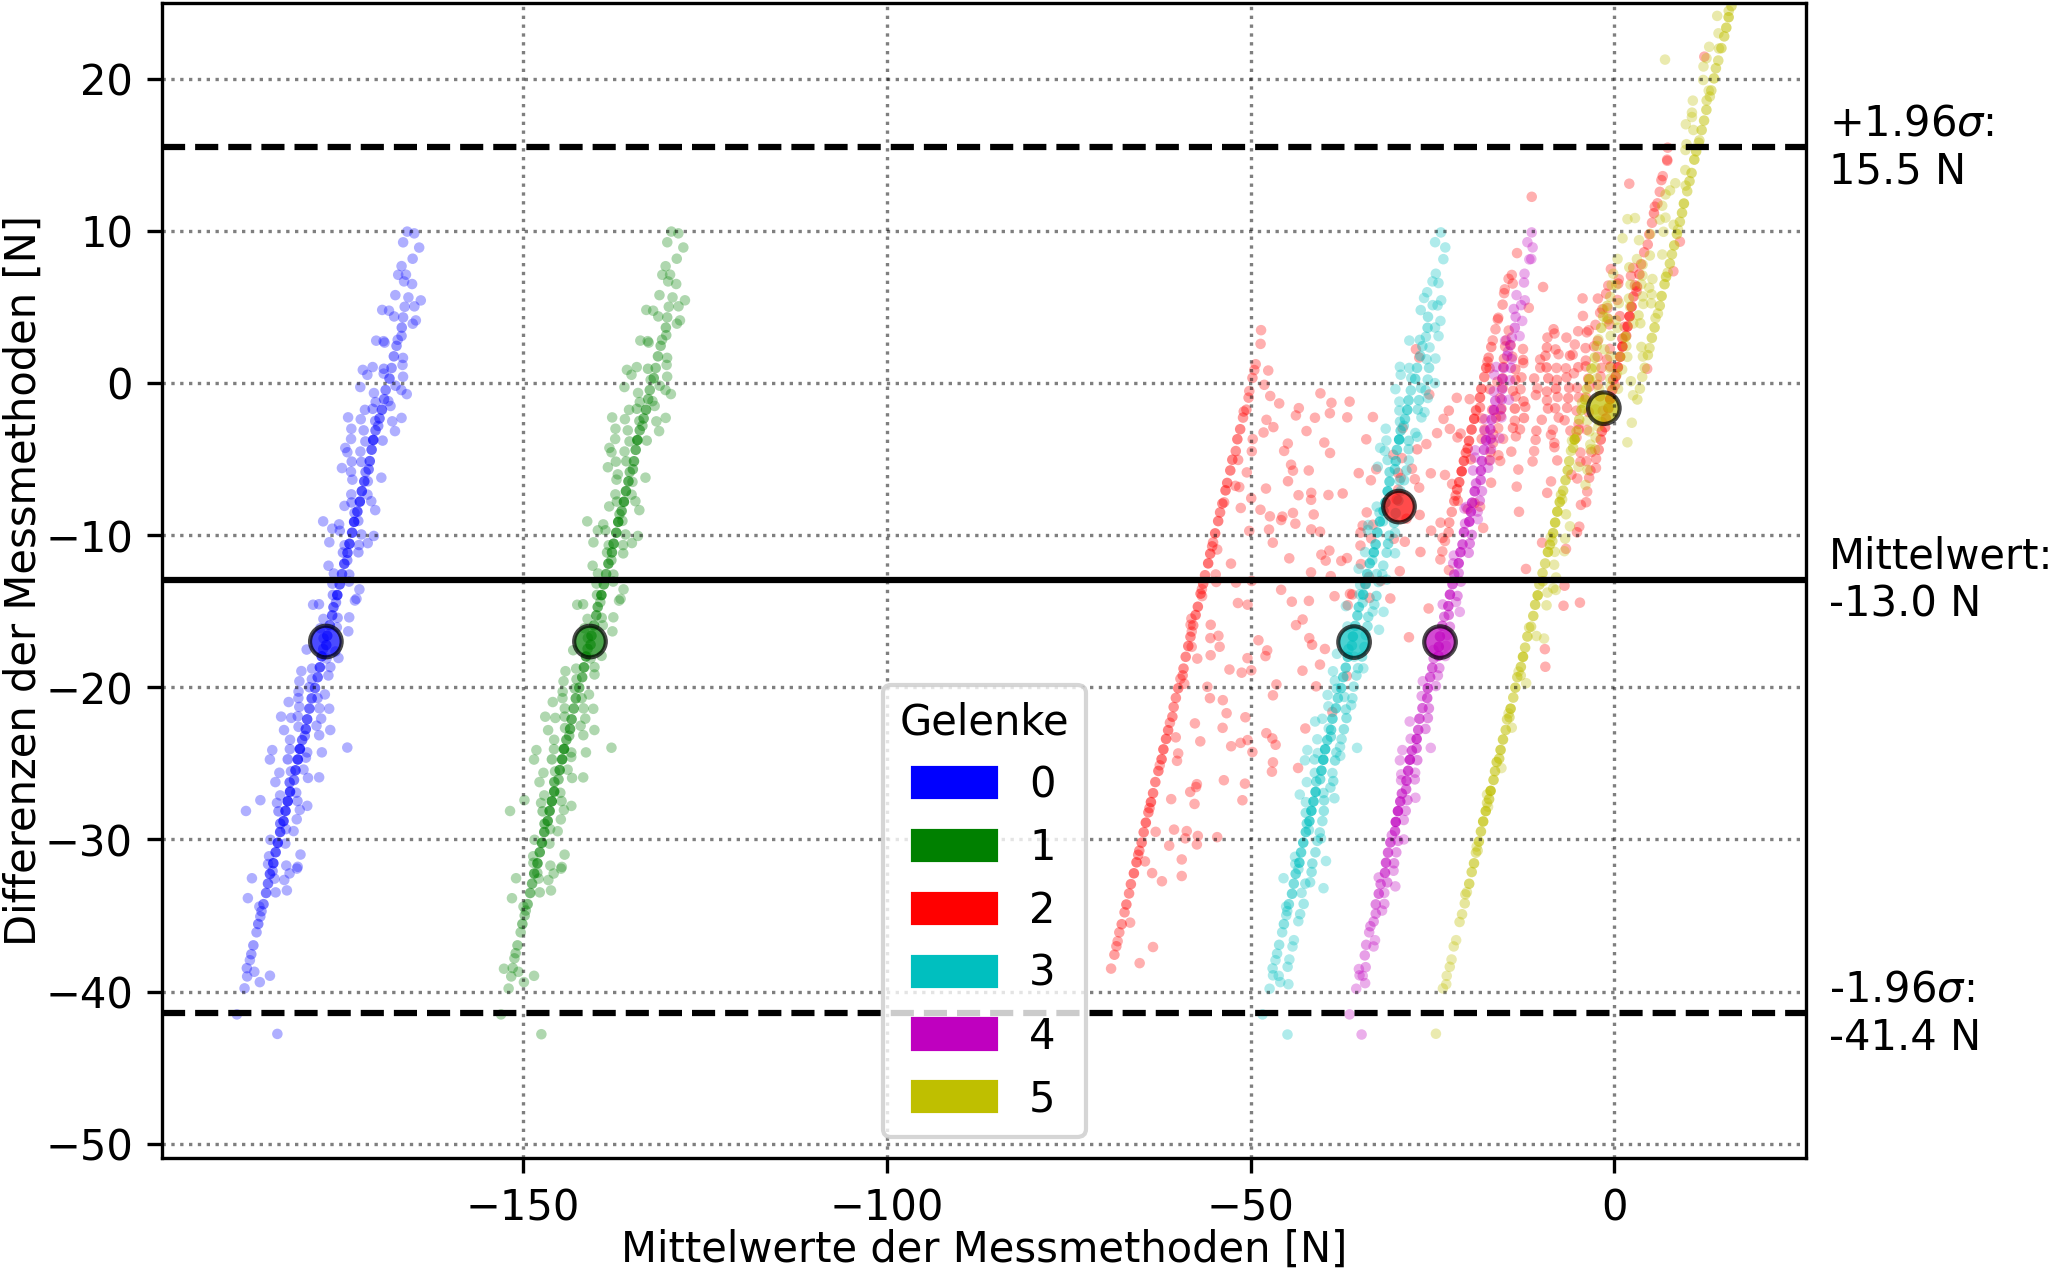 Differenzen der Messmethoden [N]
20
10
0
−10
−20
−30
−40
−50
−150
−100
−50
0
Mittelwerte der Messmethoden [N]
+1.96σ:
15.5 N
Mittelwert:
-13.0 N
-1.96σ:
-41.4 N
Gelenke
0
1
2
3
4
5